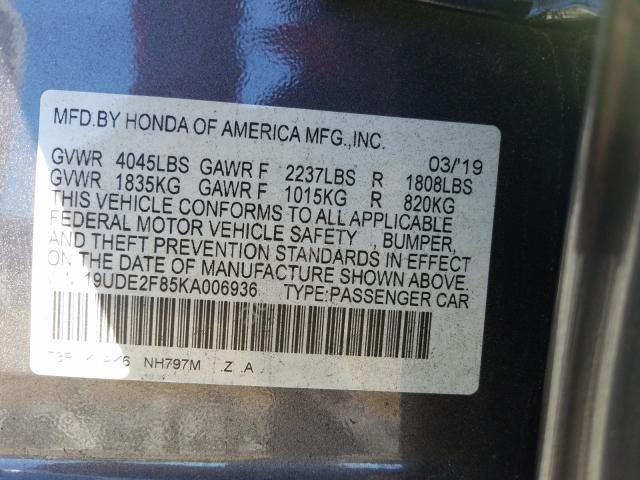 MFD.BY HONDA OF AMERICA MFG.,INC.
03/'19
GVWR 4045LBS GAWR F 2237LBS R 1808LBS
GVWR 1835KG GAWR F 1015KG R 820KG
THIS VEHICLE CONFORMS TO ALL APPLICABLE
FEDERAL MOTOR VEHICLE SAFETY , BUMPER,
AND THEFT PREVENTION STANDARDS IN EFFECT
ON THE DATE OF MANUFACTURE SHOWN ABOVE.
19UDE2F85KA006936 TYPE:PASSENGER CAR
NH797M Z A